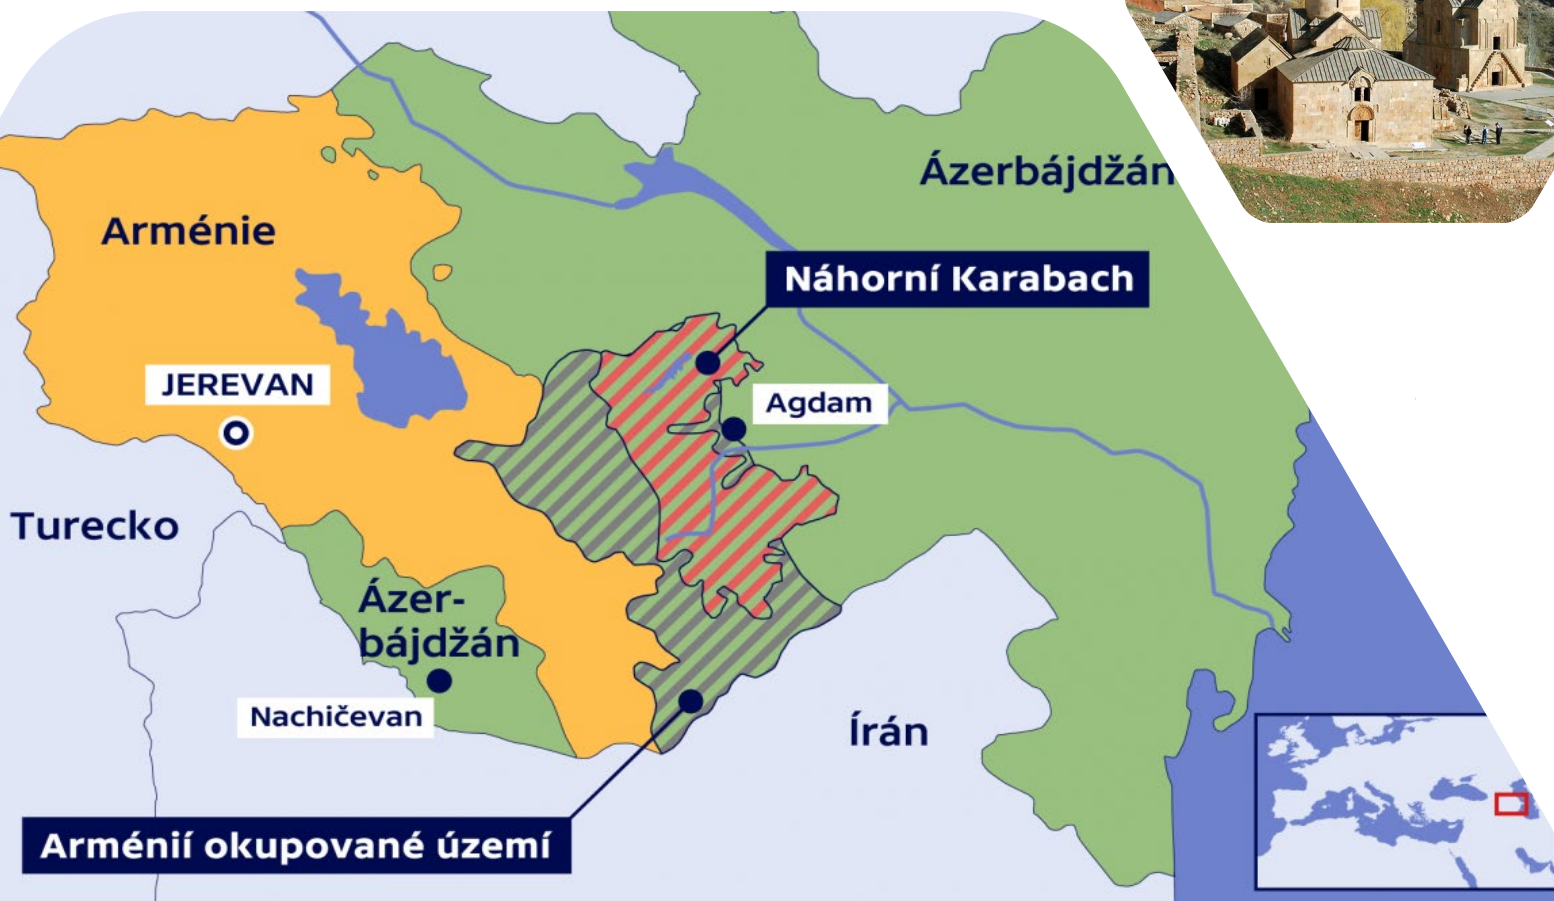 Ázerbájdžán
Arménie
Náhorní Karabach
JEREVAN
Agdam
Turecko
Ázer-
bájdžán
Nachičevan
Írán
Arménií okupované území